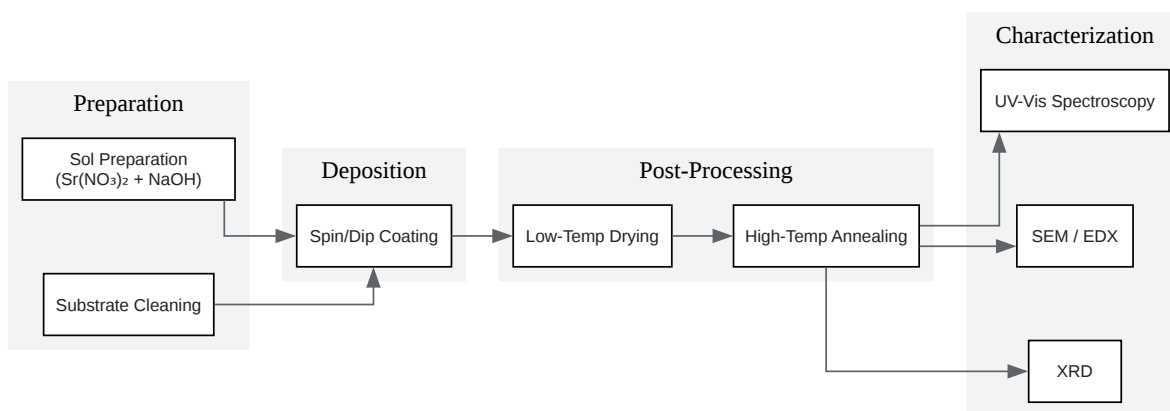 Preparation
Sol Preparation
(Sr(NO₃)₂ + NaOH)
Substrate Cleaning
Deposition
Spin/Dip Coating
Post-Processing
Low-Temp Drying
High-Temp Annealing
Characterization
UV-Vis Spectroscopy
SEM / EDX
XRD